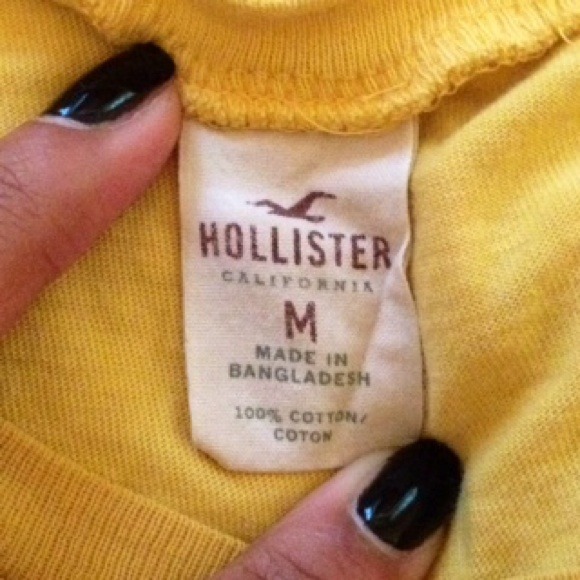 HOLLISTER
CALIFORNIA
M
MADE IN
BANGLADESH
100% COTTON/
COTON